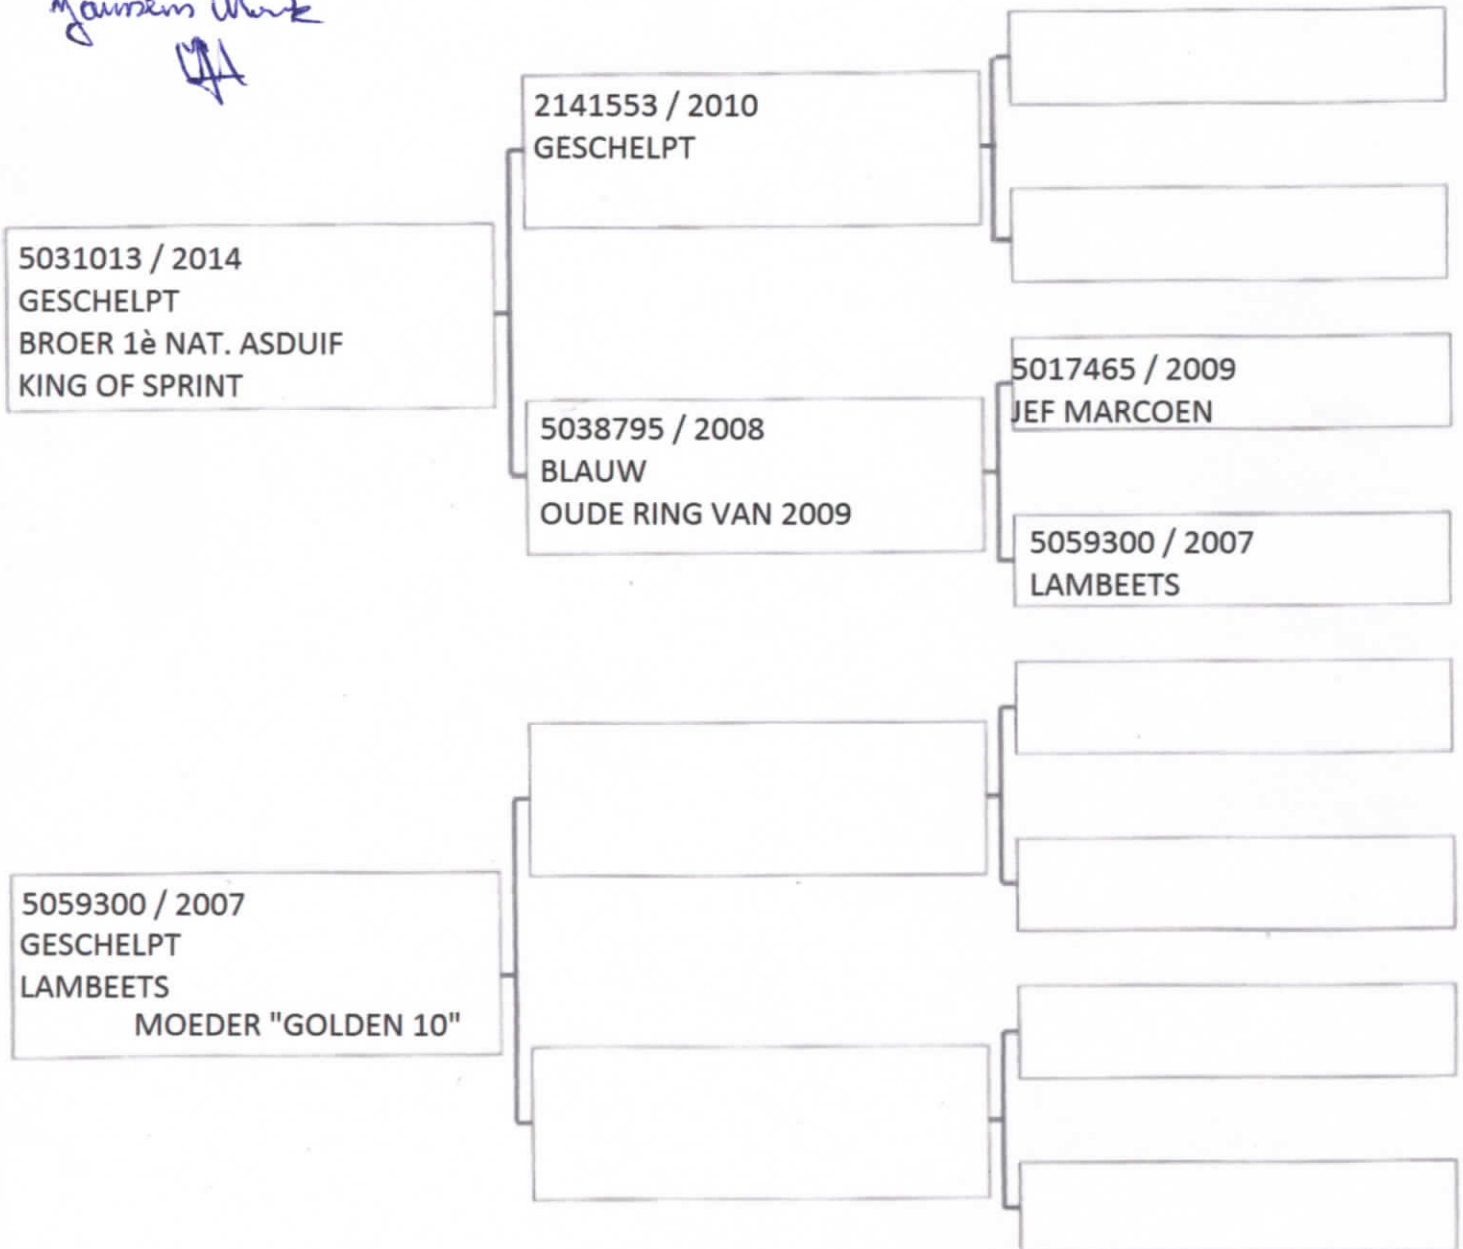 2141553 / 2010
GESCHELPT
5031013 / 2014
GESCHELPT
BROER 1è NAT. ASDUIF
KING OF SPRINT
5017465 / 2009
JEF MARCOEN
5038795 / 2008
BLAUW
OUDE RING VAN 2009
5059300 / 2007
LAMBEETS
5059300 / 2007
GESCHELPT
LAMBEETS
MOEDER "GOLDEN 10"